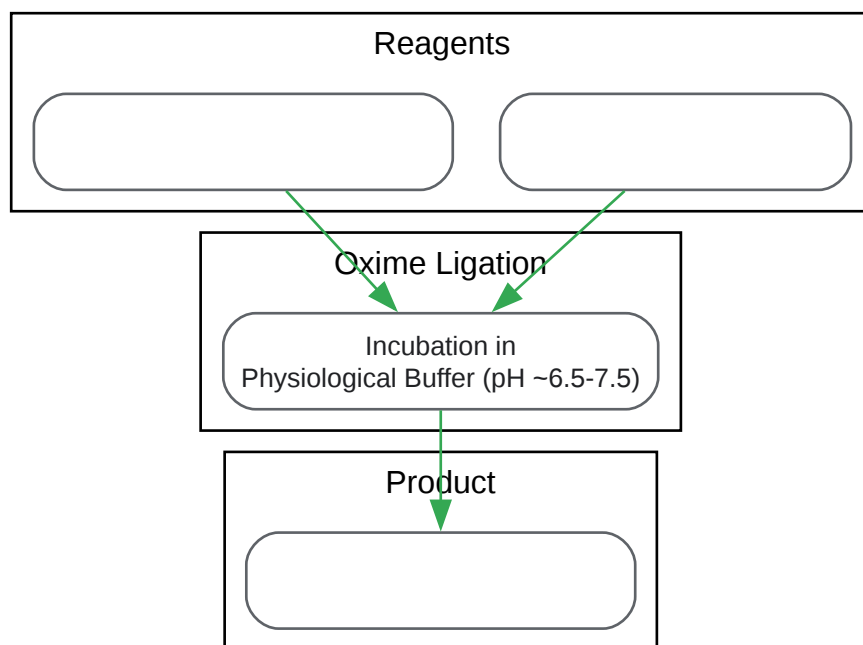 Reagents
Oxime Ligation
Incubation in
Physiological Buffer (pH ~6.5-7.5)
Product